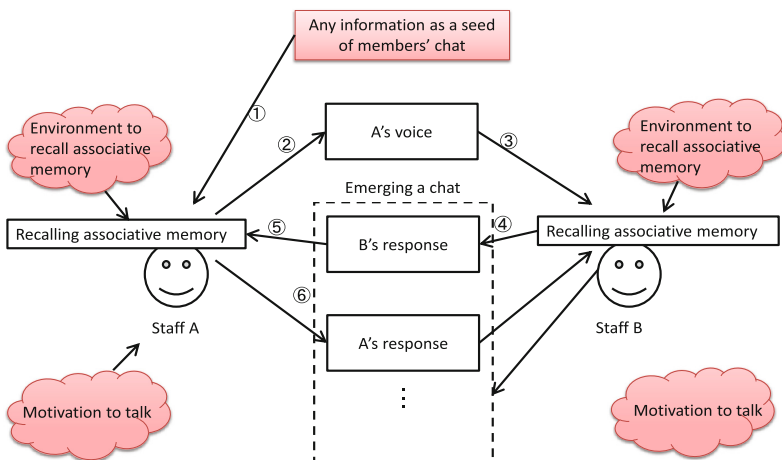 Any information as a seed
of members' chat
①
Environment to
recall associative
memory
②
A's voice
③
Environment to
recall associative
memory
Emerging a chat
Recalling associative memory
⑤
B's response
④
Recalling associative memory
⑥
Staff A
A's response
Staff B
⋮
Motivation to talk
Motivation to talk